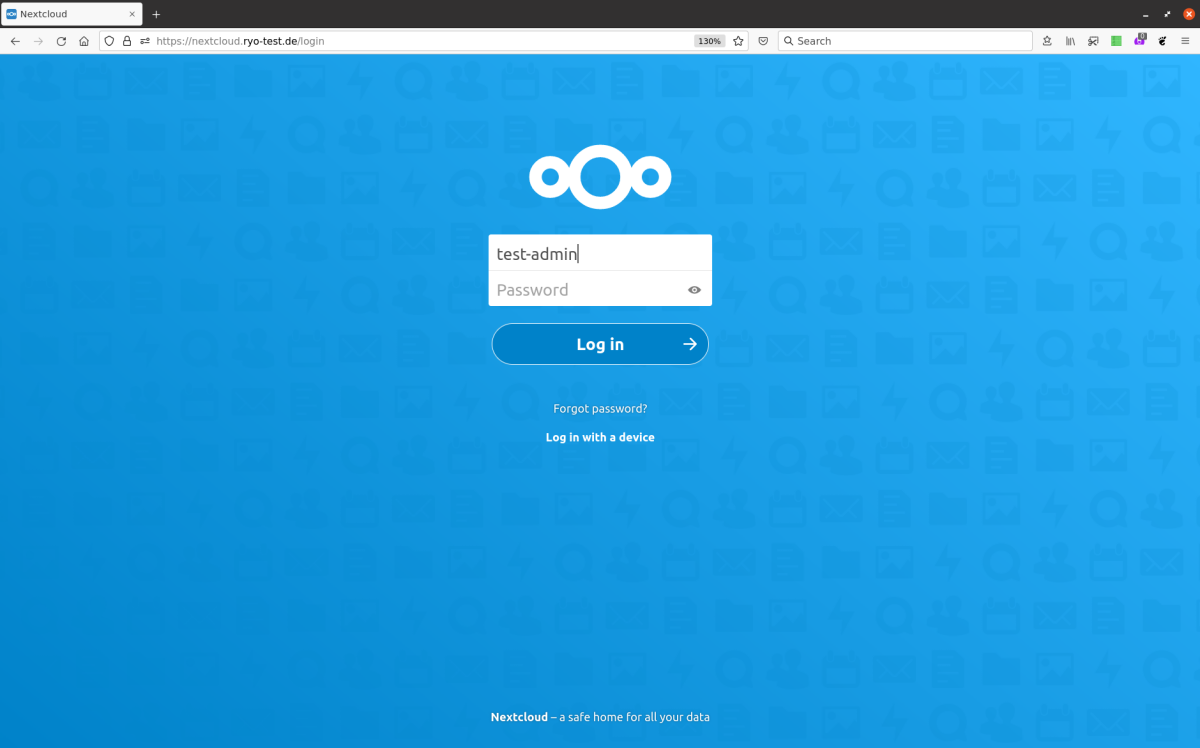 Nextcloud
https://nextcloud.ryo-test.de/login
130%
Search
test-admin
Password
Log in
Forgot password?
Log in with a device
Nextcloud – a safe home for all your data